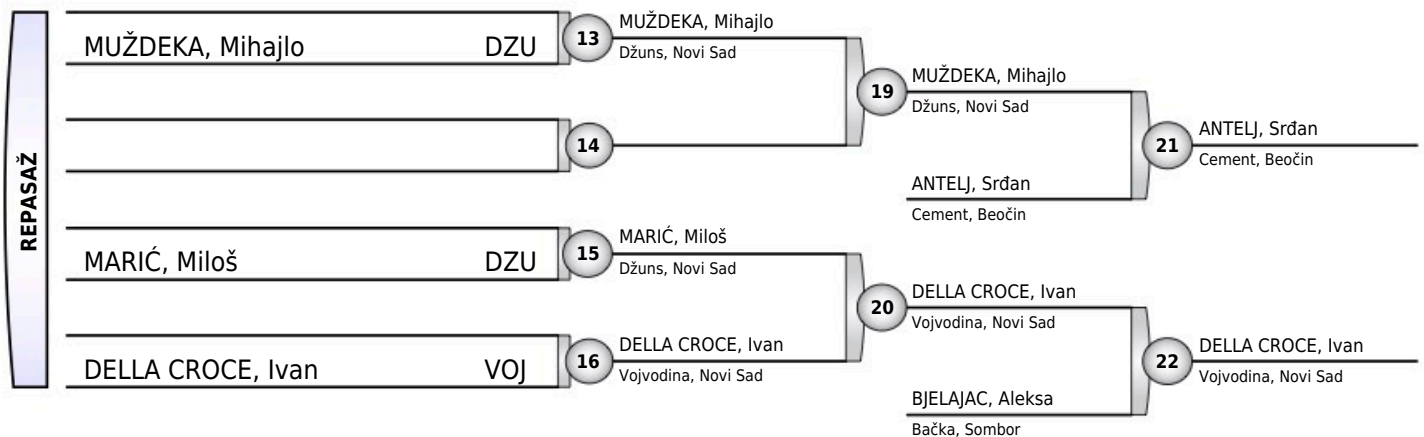 REPASAŽ
MUŽDEKA, Mihajlo DZU
13
MUŽDEKA, Mihajlo
Džuns, Novi Sad
14
19
MUŽDEKA, Mihajlo
Džuns, Novi Sad
ANTELJ, Srđan
Cement, Beočin
21
ANTELJ, Srđan
Cement, Beočin
MARIĆ, Miloš DZU
15
MARIĆ, Miloš
Džuns, Novi Sad
DELLA CROCE, Ivan VOJ
16
DELLA CROCE, Ivan
Vojvodina, Novi Sad
20
DELLA CROCE, Ivan
Vojvodina, Novi Sad
BJELAJAC, Aleksa
Bačka, Sombor
22
DELLA CROCE, Ivan
Vojvodina, Novi Sad